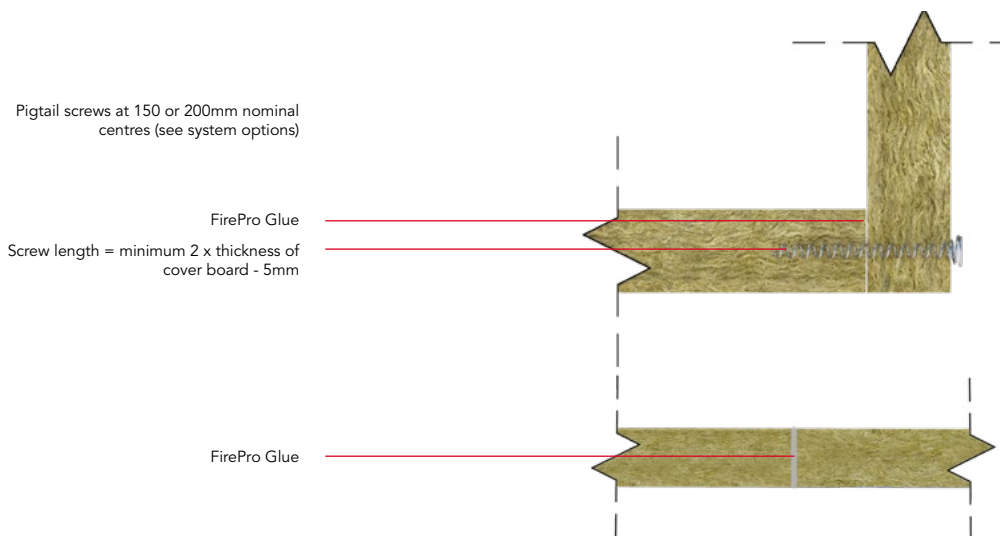 Pigtail screws at 150 or 200mm nominal
centres (see system options)
FirePro Glue
Screw length = minimum 2 x thickness of
cover board - 5mm
FirePro Glue